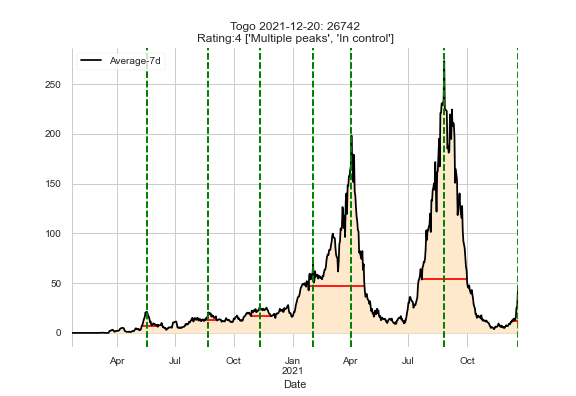 Togo 2021-12-20: 26742
Rating:4 ['Multiple peaks', 'In control']
Average-7d
250
200
150
100
50
0
Apr Jul Oct Jan Apr Jul Oct
2021
Date